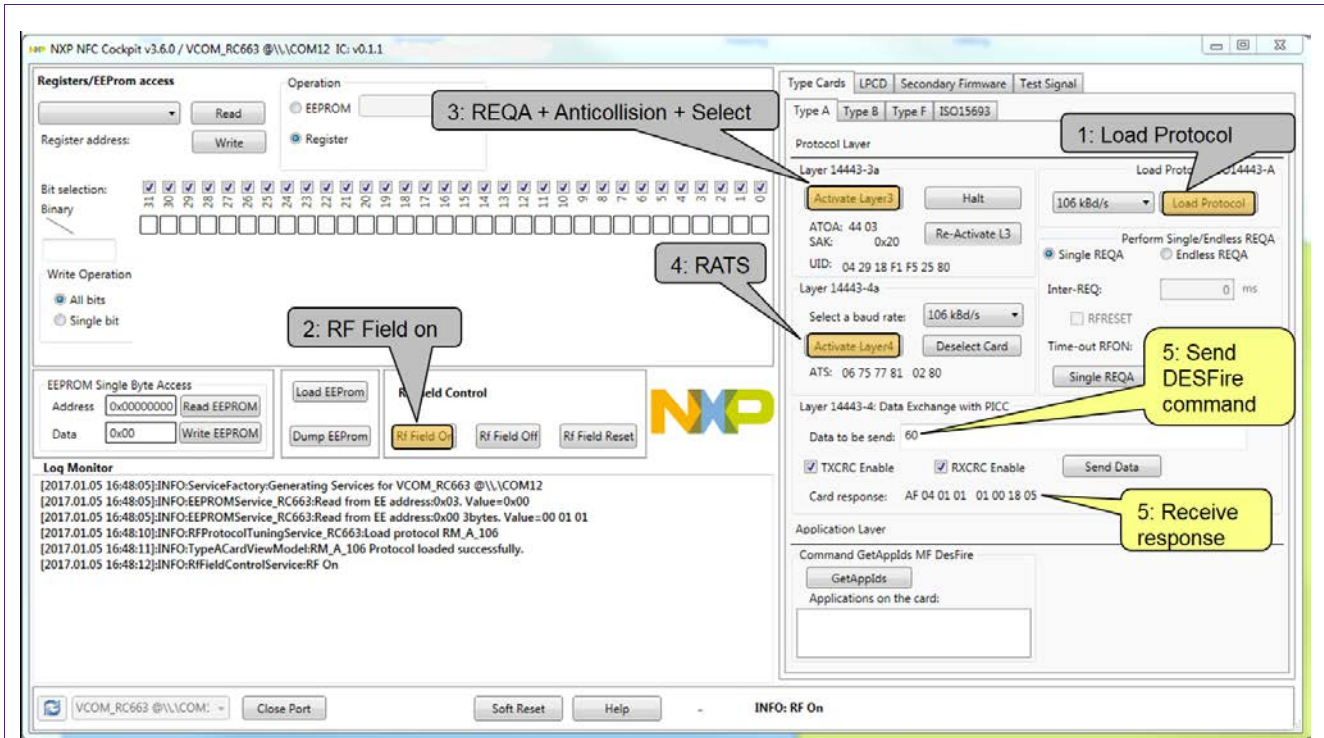 NXP NFC Cockpit v3.6.0 / VCOM_RC663 @\\.\COM12 IC: v0.1.1
Registers/EEProm access
Read
Register address:
Write
Operation
EEPROM
Register
Bit selection:
31 30 29 28 27 26 25 24 23 22 21 20 19 18 17 16 15 14 13 12 11 10 9 8 7 6 5 4 3 2 1 0
Binary
Write Operation
All bits
Single bit
3: REQA + Anticollision + Select
4: RATS
2: RF Field on
EEPROM Single Byte Access
Address 0x00000000 Read EEPROM
Data 0x00 Write EEPROM
Load EEProm
Dump EEProm
Rf Field Control
Rf Field On
Rf Field Off
Rf Field Reset
NXP
Log Monitor
[2017.01.05 16:48:05]:INFO:ServiceFactory:Generating Services for VCOM_RC663 @\\.\COM12
[2017.01.05 16:48:05]:INFO:EEPROMService_RC663:Read from EE address:0x03. Value=0x00
[2017.01.05 16:48:05]:INFO:EEPROMService_RC663:Read from EE address:0x00 3bytes. Value=00 01 01
[2017.01.05 16:48:10]:INFO:RFProtocolTuningService_RC663:Load protocol RM_A_106
[2017.01.05 16:48:11]:INFO:TypeACardViewModel:RM_A_106 Protocol loaded successfully.
[2017.01.05 16:48:12]:INFO:RfFieldControlService:RF On
Type Cards LPCD Secondary Firmware Test Signal
Type A Type B Type F ISO15693
1: Load Protocol
Protocol Layer
Layer 14443-3a
Activate Layer3
Halt
ATQA: 44 03
SAK: 0x20
Re-Activate L3
UID: 04 29 18 F1 F5 25 80
Load Protocol ISO14443-A
106 kBd/s
Load Protocol
Perform Single/Endless REQA
Single REQA
Endless REQA
Inter-REQ: 0 ms
RFRESET
Time-out RFON:
Single REQA
Layer 14443-4a
Select a baud rate: 106 kBd/s
Activate Layer4
Deselect Card
ATS: 06 75 77 81 02 80
5: Send
DESFire
command
Layer 14443-4: Data Exchange with PICC
Data to be send: 60
TXCRC Enable
RXCRC Enable
Send Data
Card response: AF 04 01 01 01 00 18 05
5: Receive
response
Application Layer
Command GetAppIds MF DesFire
GetAppIds
Applications on the card:
VCOM_RC663 @\\.\COM:
Close Port
Soft Reset
Help
-
INFO: RF On